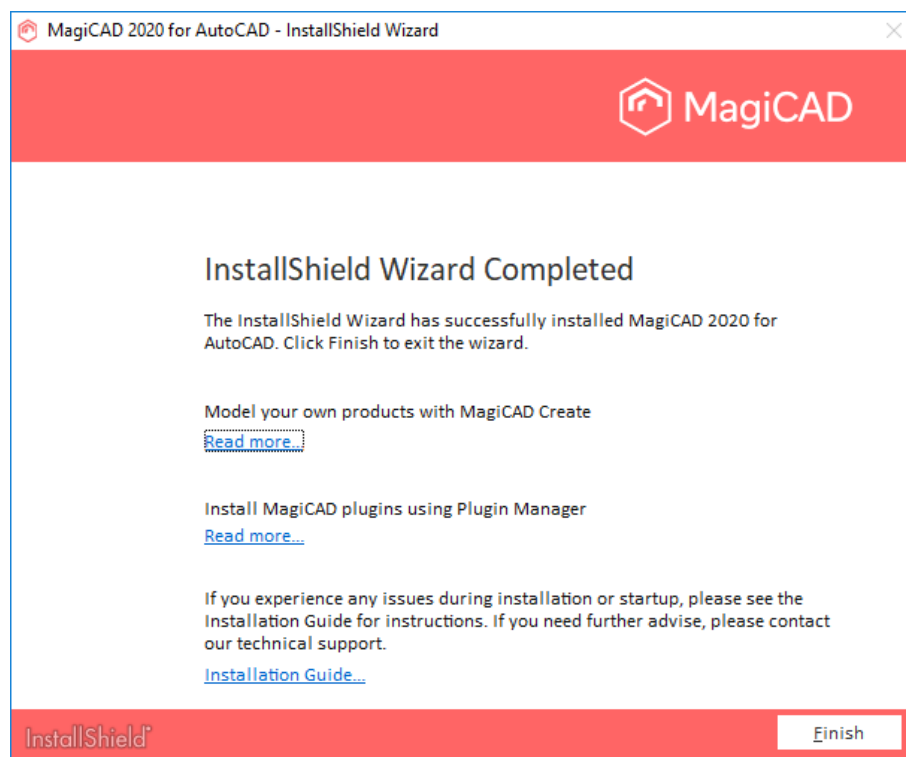 MagiCAD 2020 for AutoCAD - InstallShield Wizard
MagiCAD
InstallShield Wizard Completed
The InstallShield Wizard has successfully installed MagiCAD 2020 for
AutoCAD. Click Finish to exit the wizard.
Model your own products with MagiCAD Create
Read more...
Install MagiCAD plugins using Plugin Manager
Read more...
If you experience any issues during installation or startup, please see the
Installation Guide for instructions. If you need further advise, please contact
our technical support.
Installation Guide...
InstallShield
Finish